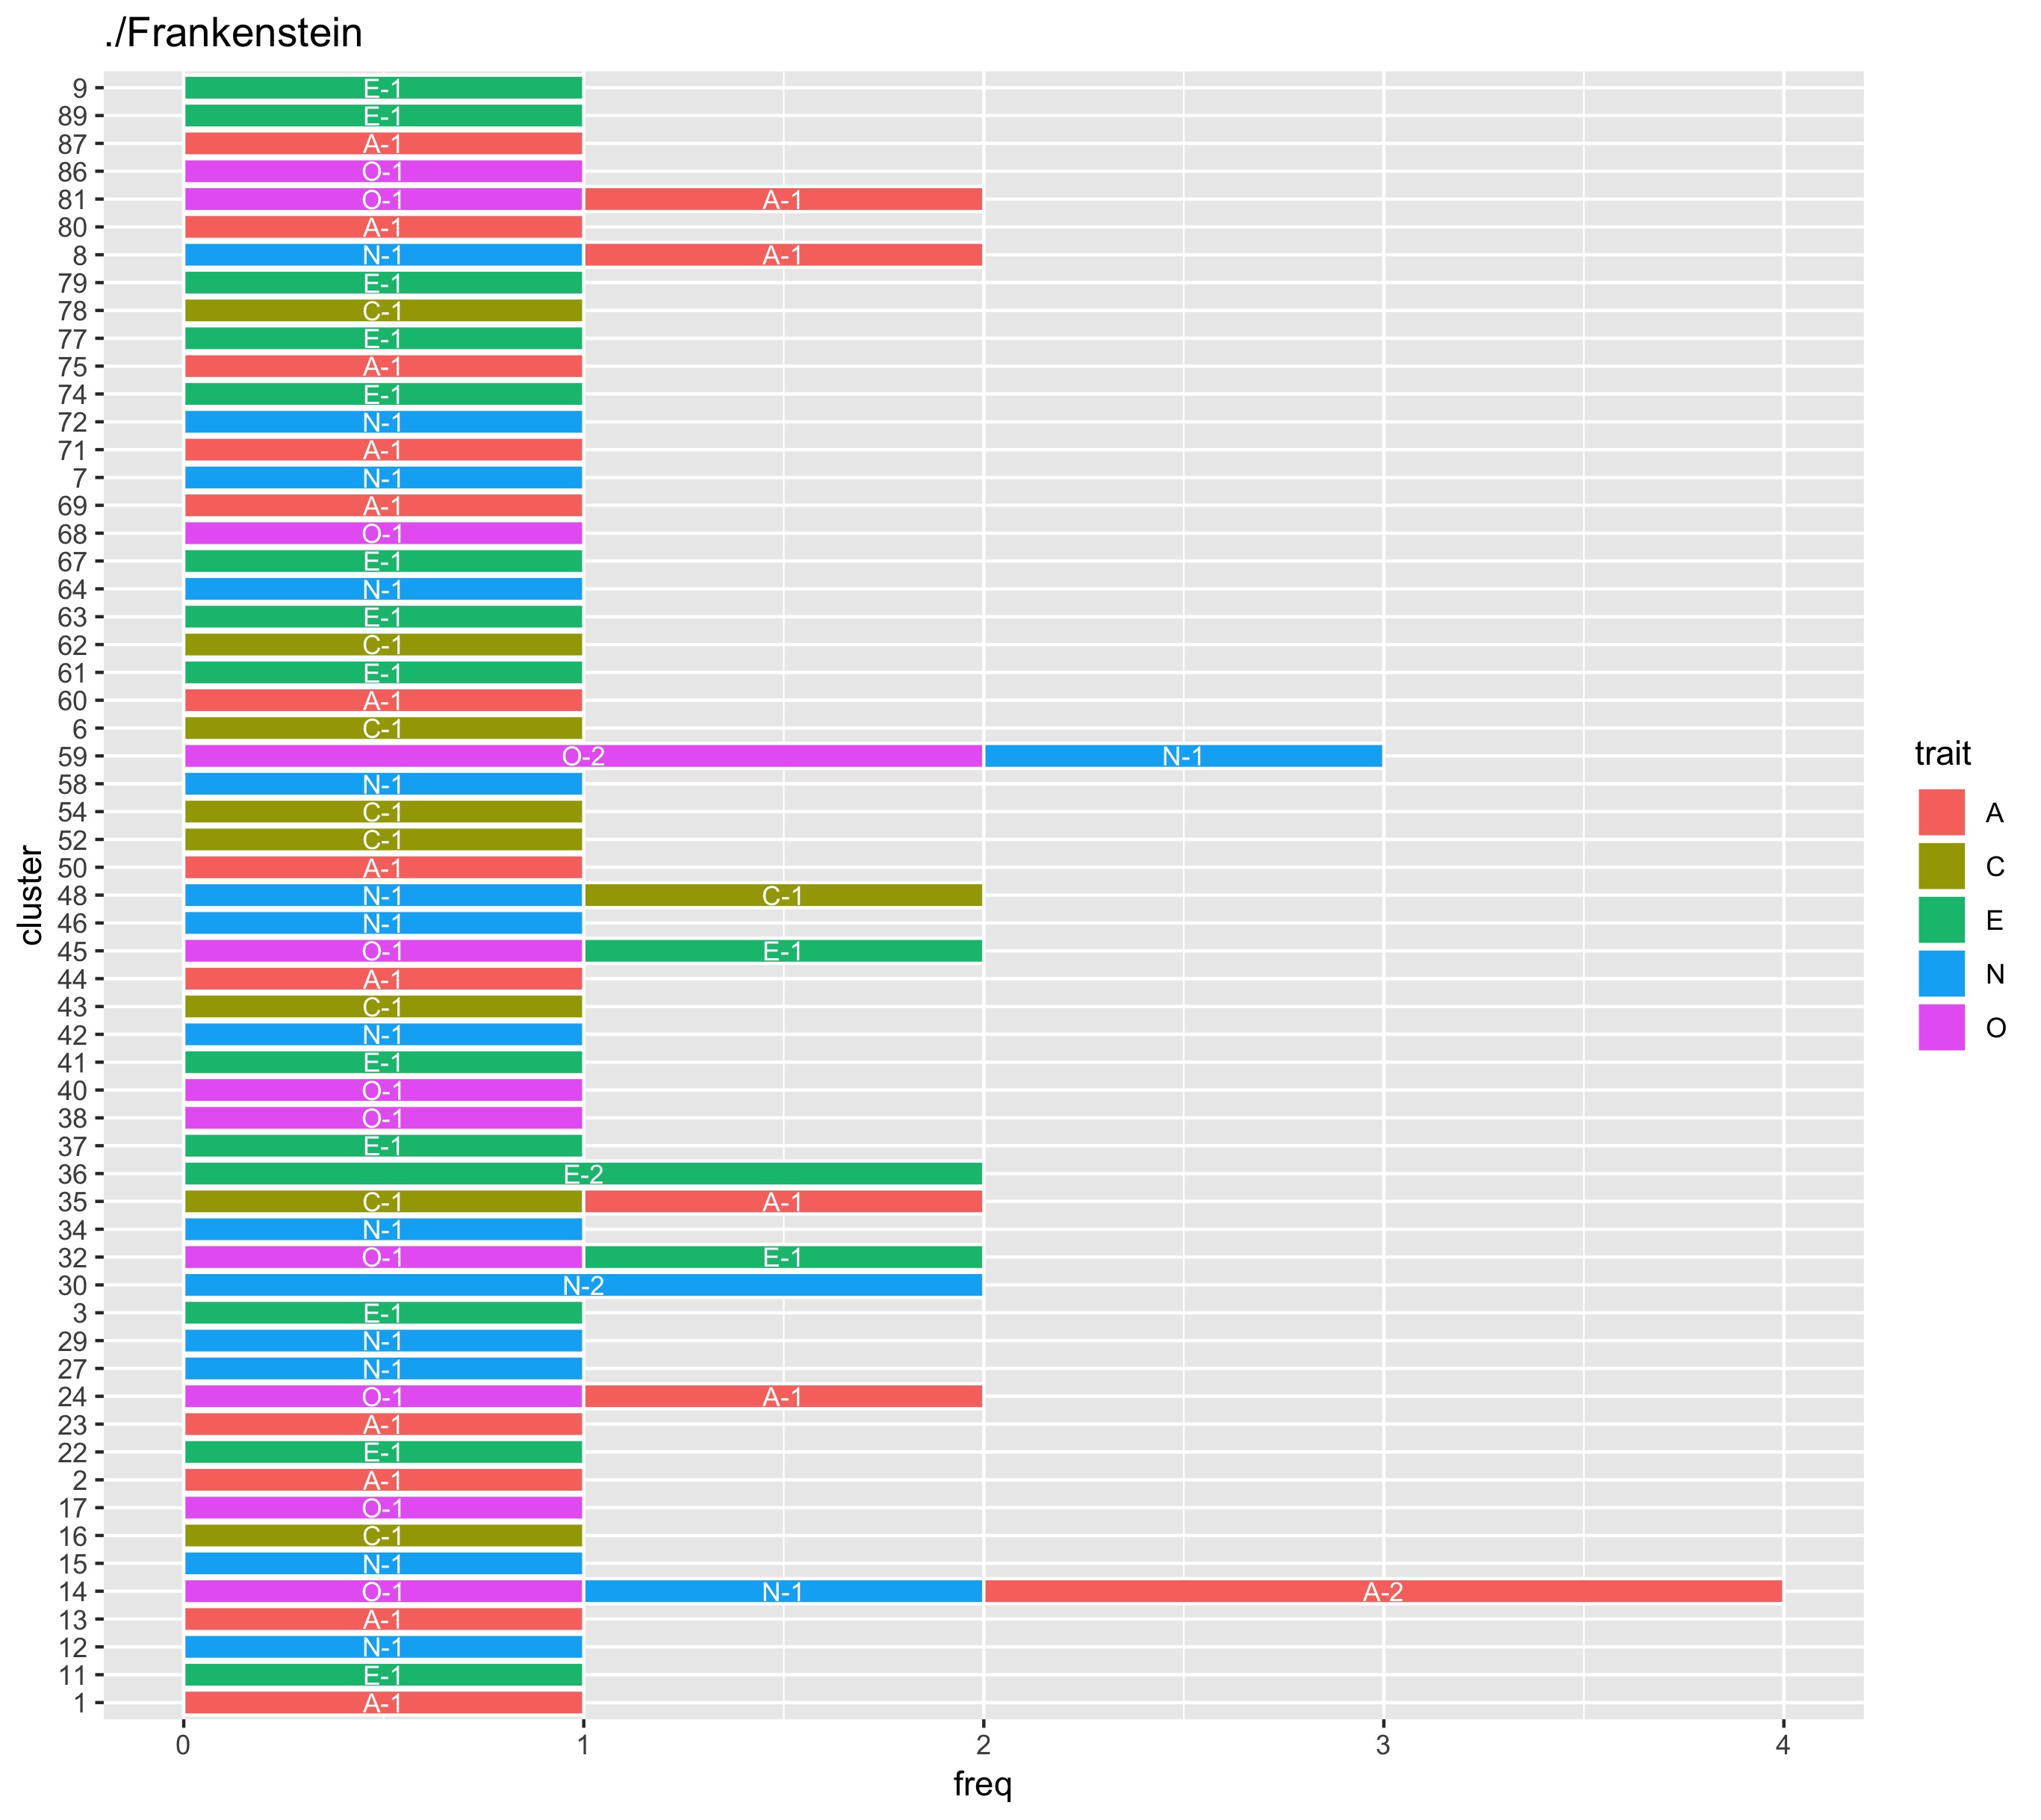 ./Frankenstein
9 E-1
89 E-1
87 A-1
86 O-1
81 O-1 A-1
80 A-1
8 N-1 A-1
79 E-1
78 C-1
77 E-1
75 A-1
74 E-1
72 N-1
71 A-1
7 N-1
69 A-1
68 O-1
67 E-1
64 N-1
63 E-1
62 C-1
61 E-1
60 A-1
6 C-1
59 O-2 N-1
58 N-1
54 C-1
52 C-1
50 A-1
48 N-1 C-1
46 N-1
45 O-1 E-1
44 A-1
43 C-1
42 N-1
41 E-1
40 O-1
38 O-1
37 E-1
36 E-2
35 C-1 A-1
34 N-1
32 O-1 E-1
30 N-2
3 E-1
29 N-1
27 N-1
24 O-1 A-1
23 A-1
22 E-1
2 A-1
17 O-1
16 C-1
15 N-1
14 O-1 N-1 A-2
13 A-1
12 N-1
11 E-1
1 A-1
0 1 2 3 4
freq
cluster
trait
A
C
E
N
O